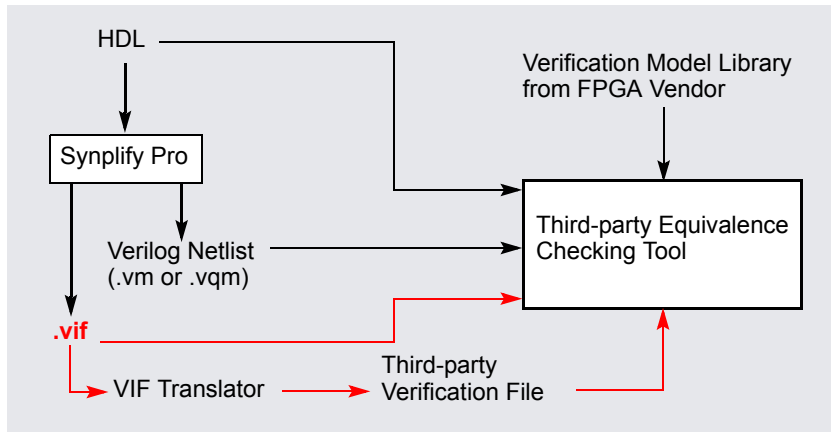 HDL
Verification Model Library
from FPGA Vendor
Synplify Pro
Third-party Equivalence
Checking Tool
Verilog Netlist
(.vm or .vqm)
.vif
VIF Translator
Third-party
Verification File